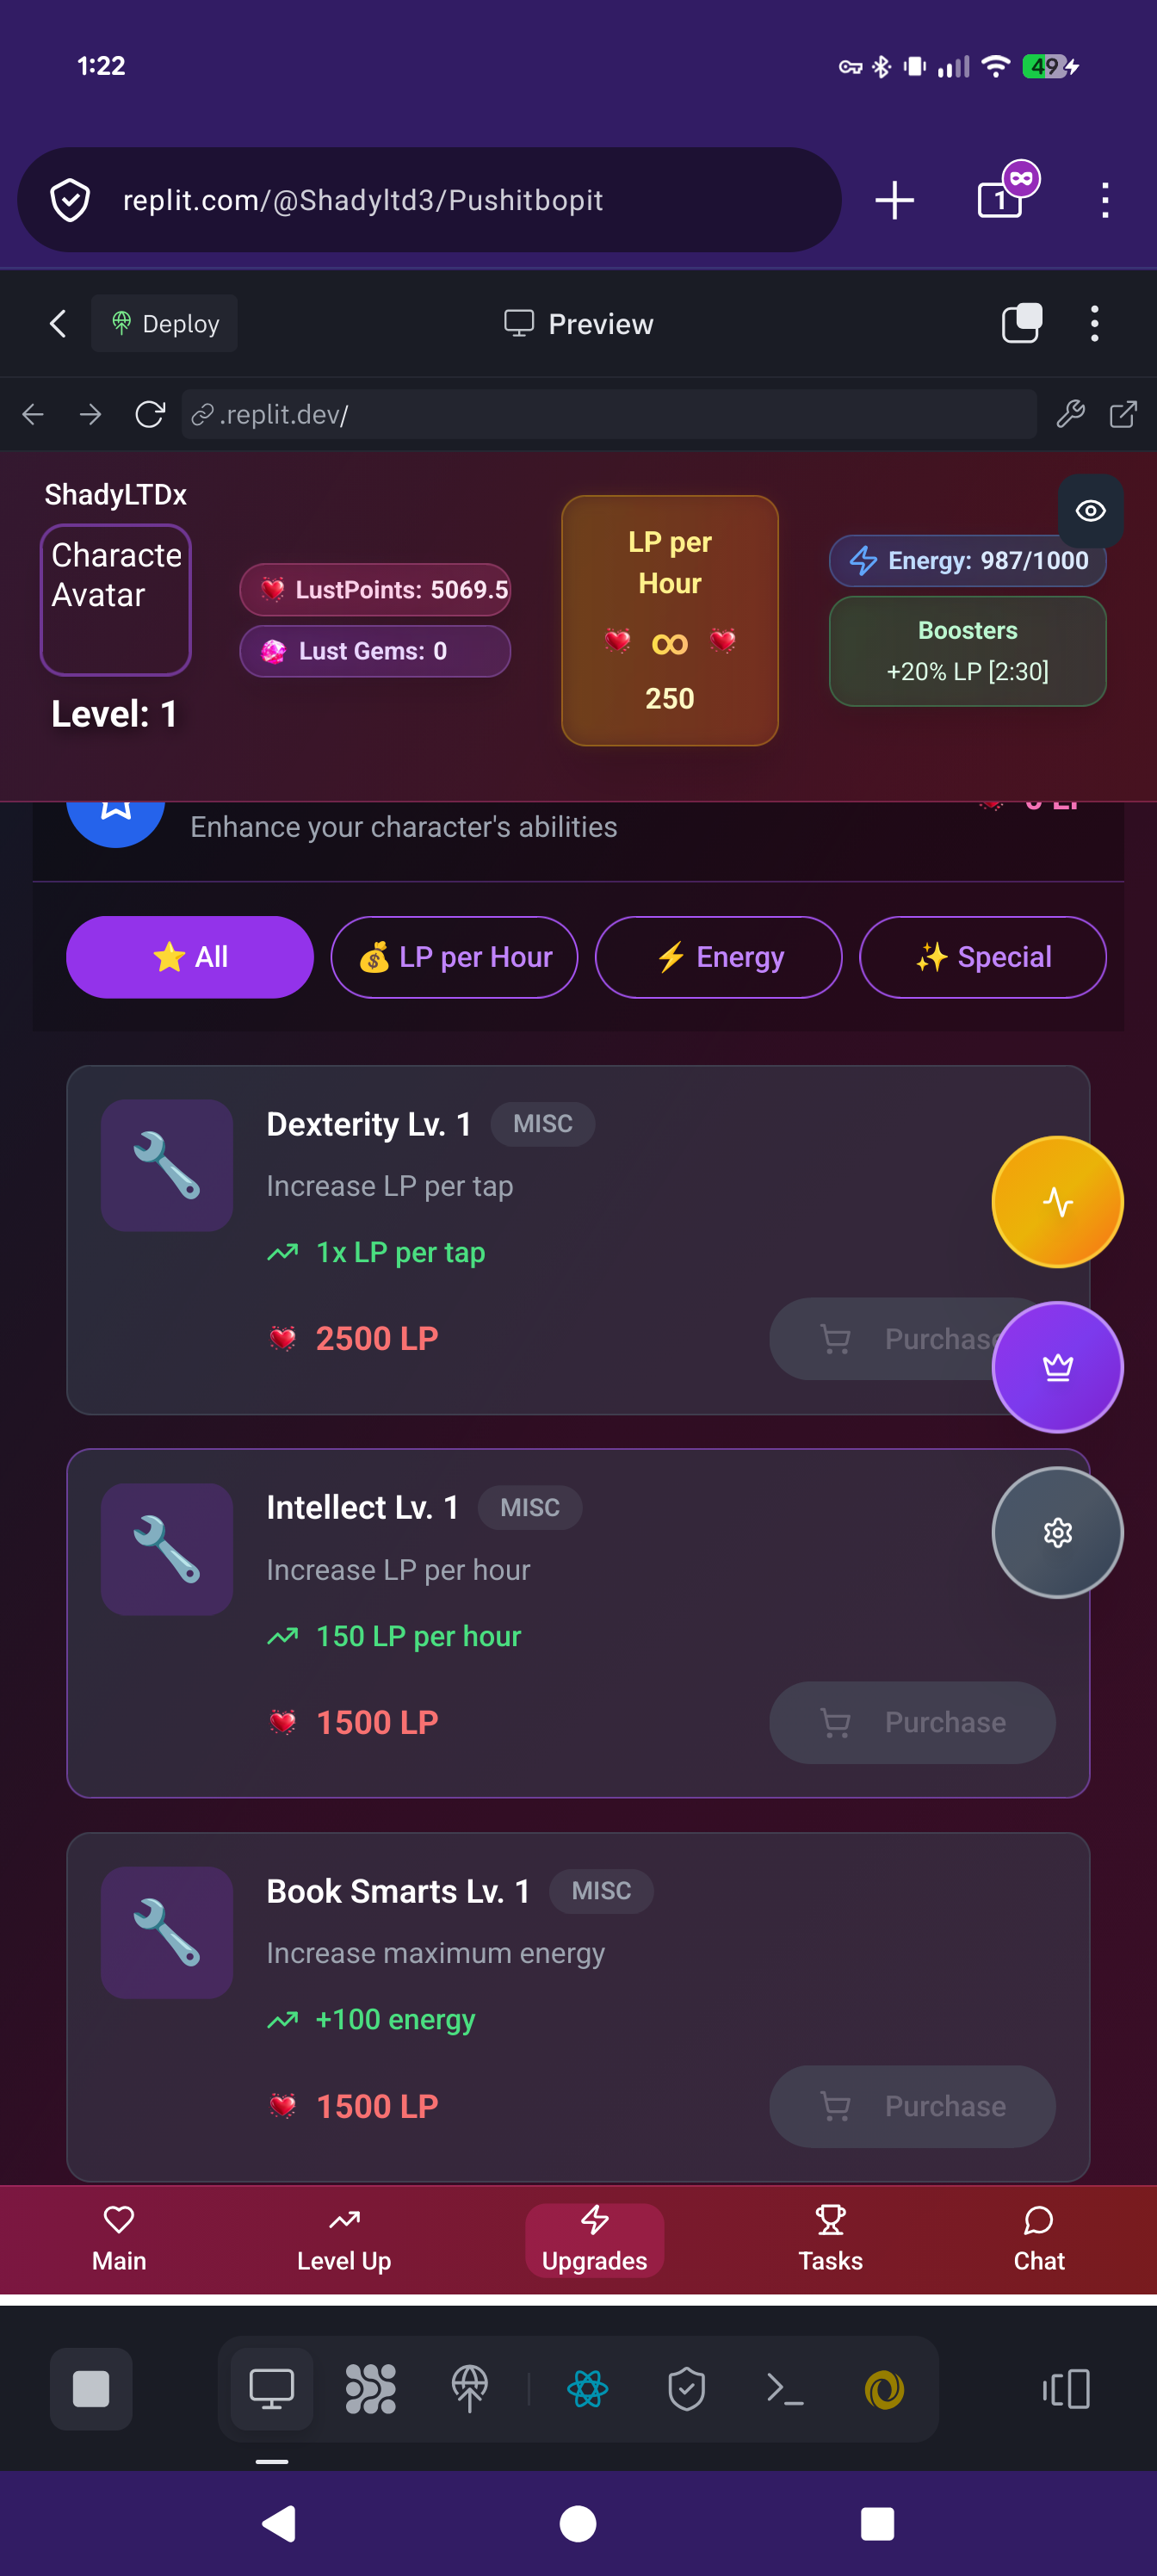 1:22
49
replit.com/@Shadyltd3/Pushitbopit
1
Deploy
Preview
.replit.dev/
ShadyLTDx
Characte
Avatar
Level: 1
LustPoints: 5069.5
Lust Gems: 0
LP per
Hour
∞
250
Energy: 987/1000
Boosters
+20% LP [2:30]
Enhance your character's abilities
⭐ All
💰 LP per Hour
⚡ Energy
✨ Special
Dexterity Lv. 1
MISC
Increase LP per tap
1x LP per tap
2500 LP
Purchase
Intellect Lv. 1
MISC
Increase LP per hour
150 LP per hour
1500 LP
Purchase
Book Smarts Lv. 1
MISC
Increase maximum energy
+100 energy
1500 LP
Purchase
Main
Level Up
Upgrades
Tasks
Chat